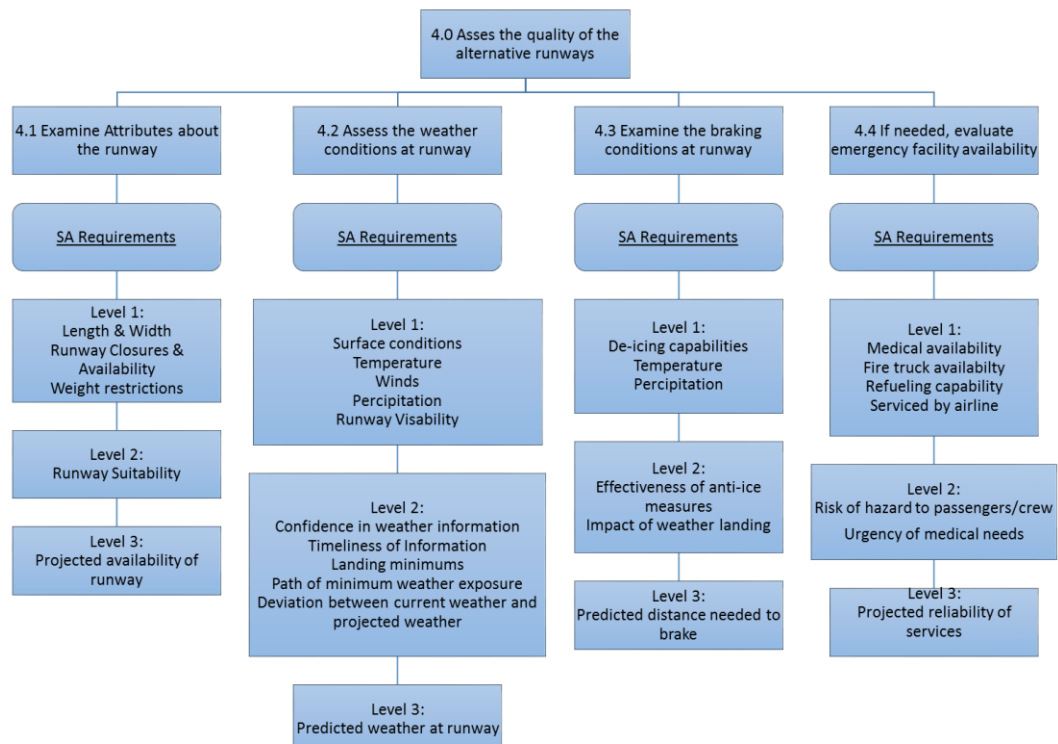 4.0 Asses the quality of the
alternative runways
4.1 Examine Attributes about
the runway
SA Requirements
Level 1:
Length & Width
Runway Closures &
Availability
Weight restrictions
Level 2:
Runway Suitability
Level 3:
Projected availability of
runway
4.2 Assess the weather
conditions at runway
SA Requirements
Level 1:
Surface conditions
Temperature
Winds
Percipitation
Runway Visability
Level 2:
Confidence in weather information
Timeliness of Information
Landing minimums
Path of minimum weather exposure
Deviation between current weather and
projected weather
Level 3:
Predicted weather at runway
4.3 Examine the braking
conditions at runway
SA Requirements
Level 1:
De-icing capabilities
Temperature
Percipitation
Level 2:
Effectiveness of anti-ice
measures
Impact of weather landing
Level 3:
Predicted distance needed to
brake
4.4 If needed, evaluate
emergency facility availability
SA Requirements
Level 1:
Medical availability
Fire truck availabilty
Refueling capability
Serviced by airline
Level 2:
Risk of hazard to passengers/crew
Urgency of medical needs
Level 3:
Projected reliability of
services